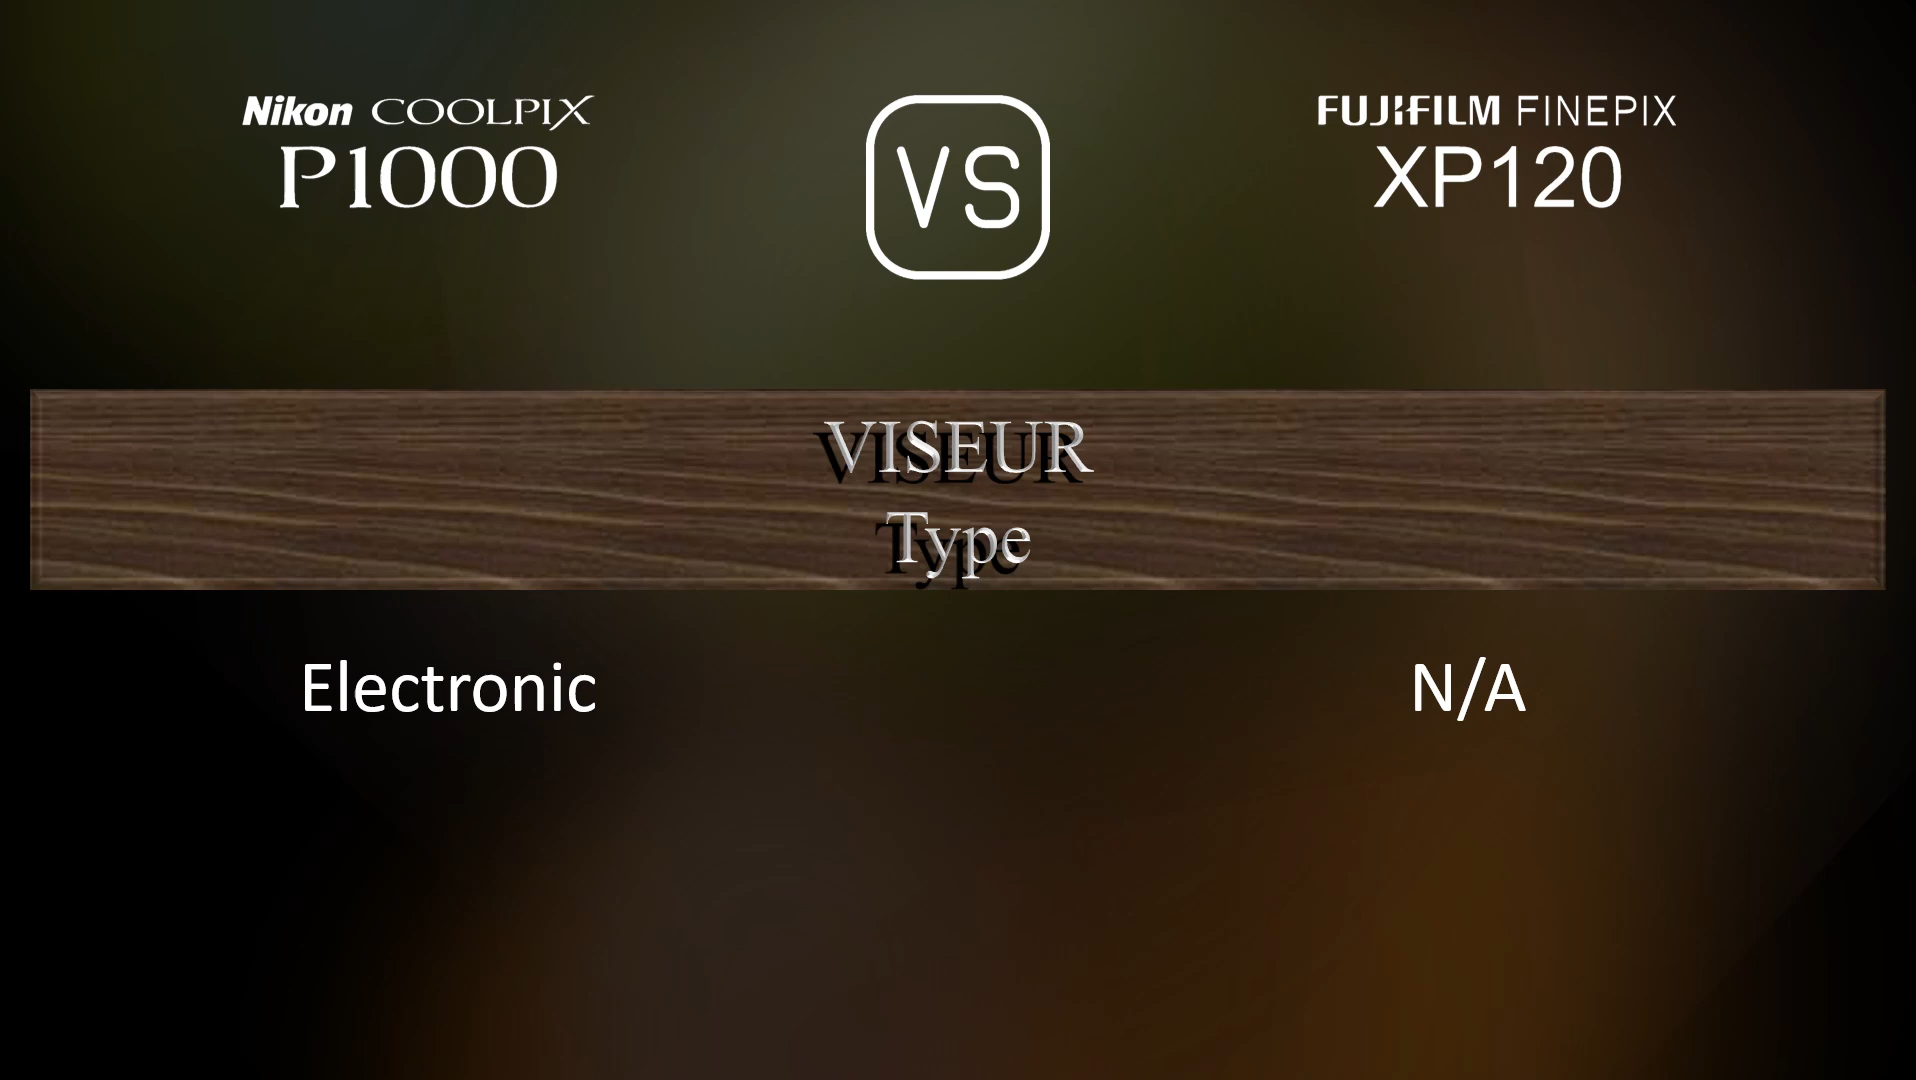 Nikon COOLPIX
P1000
VS
FUJIFILM FINEPIX
XP120
VISEUR
Type
Electronic
N/A